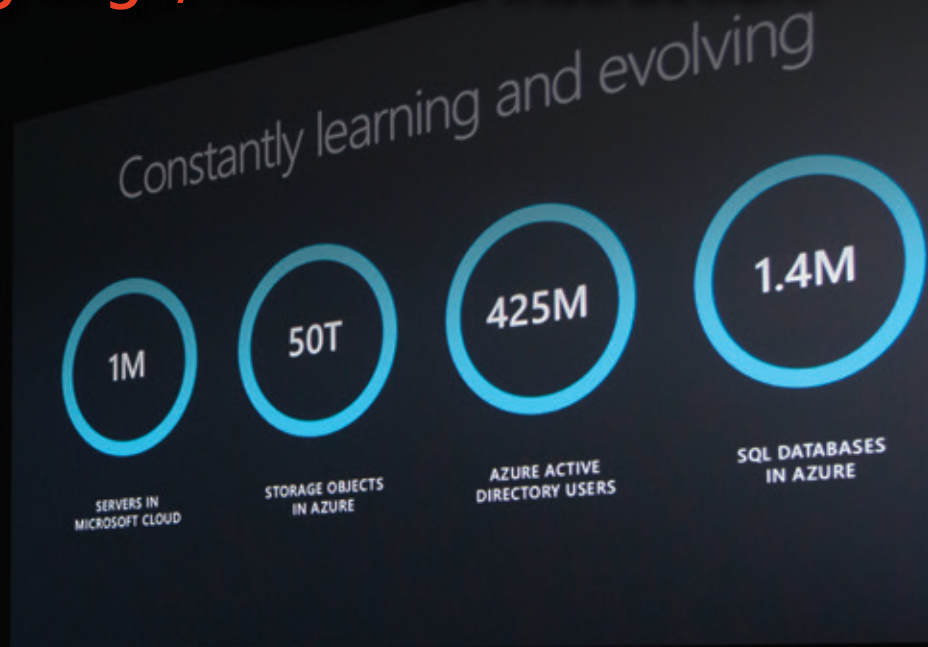 Constantly learning and evolving
1M
SERVERS IN
MICROSOFT CLOUD
50T
STORAGE OBJECTS
IN AZURE
425M
AZURE ACTIVE
DIRECTORY USERS
1.4M
SQL DATABASES
IN AZURE